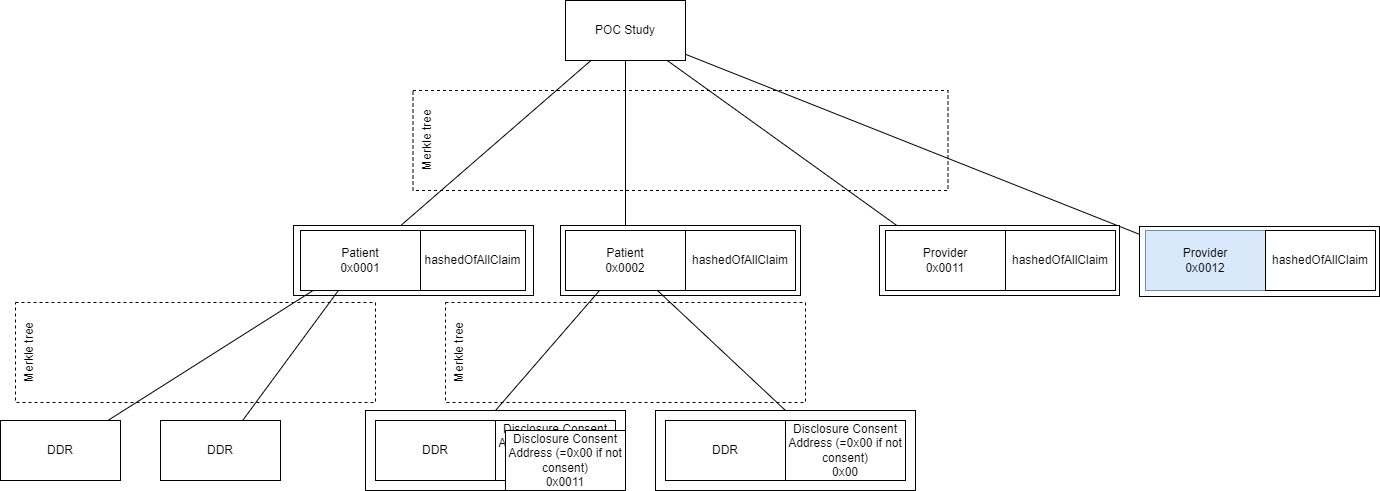 POC Study
Merkle tree
Patient
0x0001
hashedOfAllClaim
Patient
0x0002
hashedOfAllClaim
Provider
0x0011
hashedOfAllClaim
Provider
0x0012
hashedOfAllClaim
Merkle tree
Merkle tree
DDR
DDR
DDR
Disclosure Consent
A
Disclosure Consent
Address (=0x00 if not
consent)
0x0011
DDR
Disclosure Consent
Address (=0x00 if not
consent)
0x00